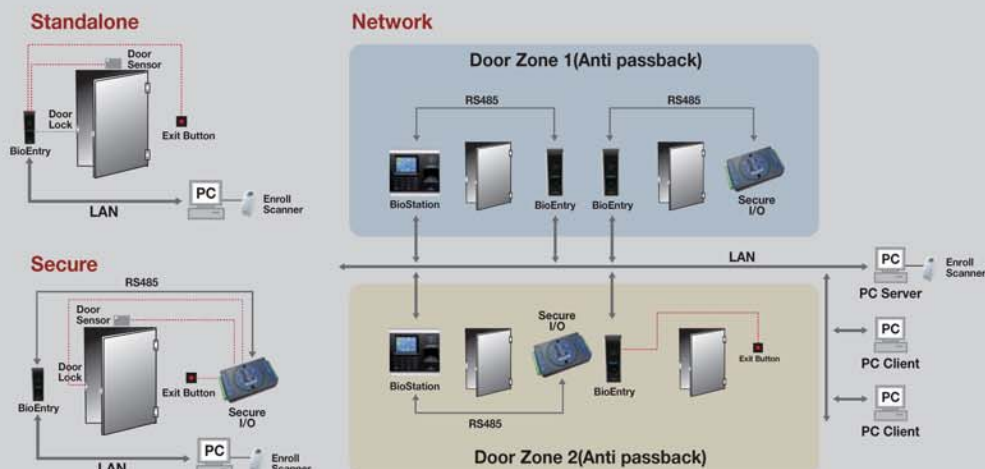 Standalone
Door
Sensor
Door
Lock
BioEntry
Exit Button
LAN
PC
Enroll
Scanner
Secure
RS485
Door
Sensor
Door
Lock
BioEntry
Exit Button
Secure
I/O
LAN
PC
Enroll
Scanner
Network
Door Zone 1(Anti passback)
RS485
RS485
BioStation
BioEntry
BioEntry
Secure
I/O
LAN
PC
Enroll
Scanner
PC Server
PC
PC Client
PC
PC Client
Secure
I/O
BioStation
BioEntry
Exit Button
RS485
Door Zone 2(Anti passback)